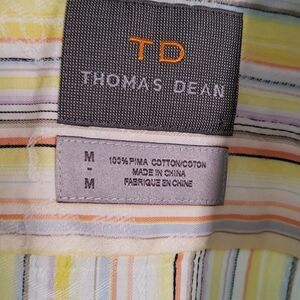 TD
THOMAS DEAN
M
-
M
100% PIMA COTTON/COTON
MADE IN CHINA
FABRIQUE EN CHINE